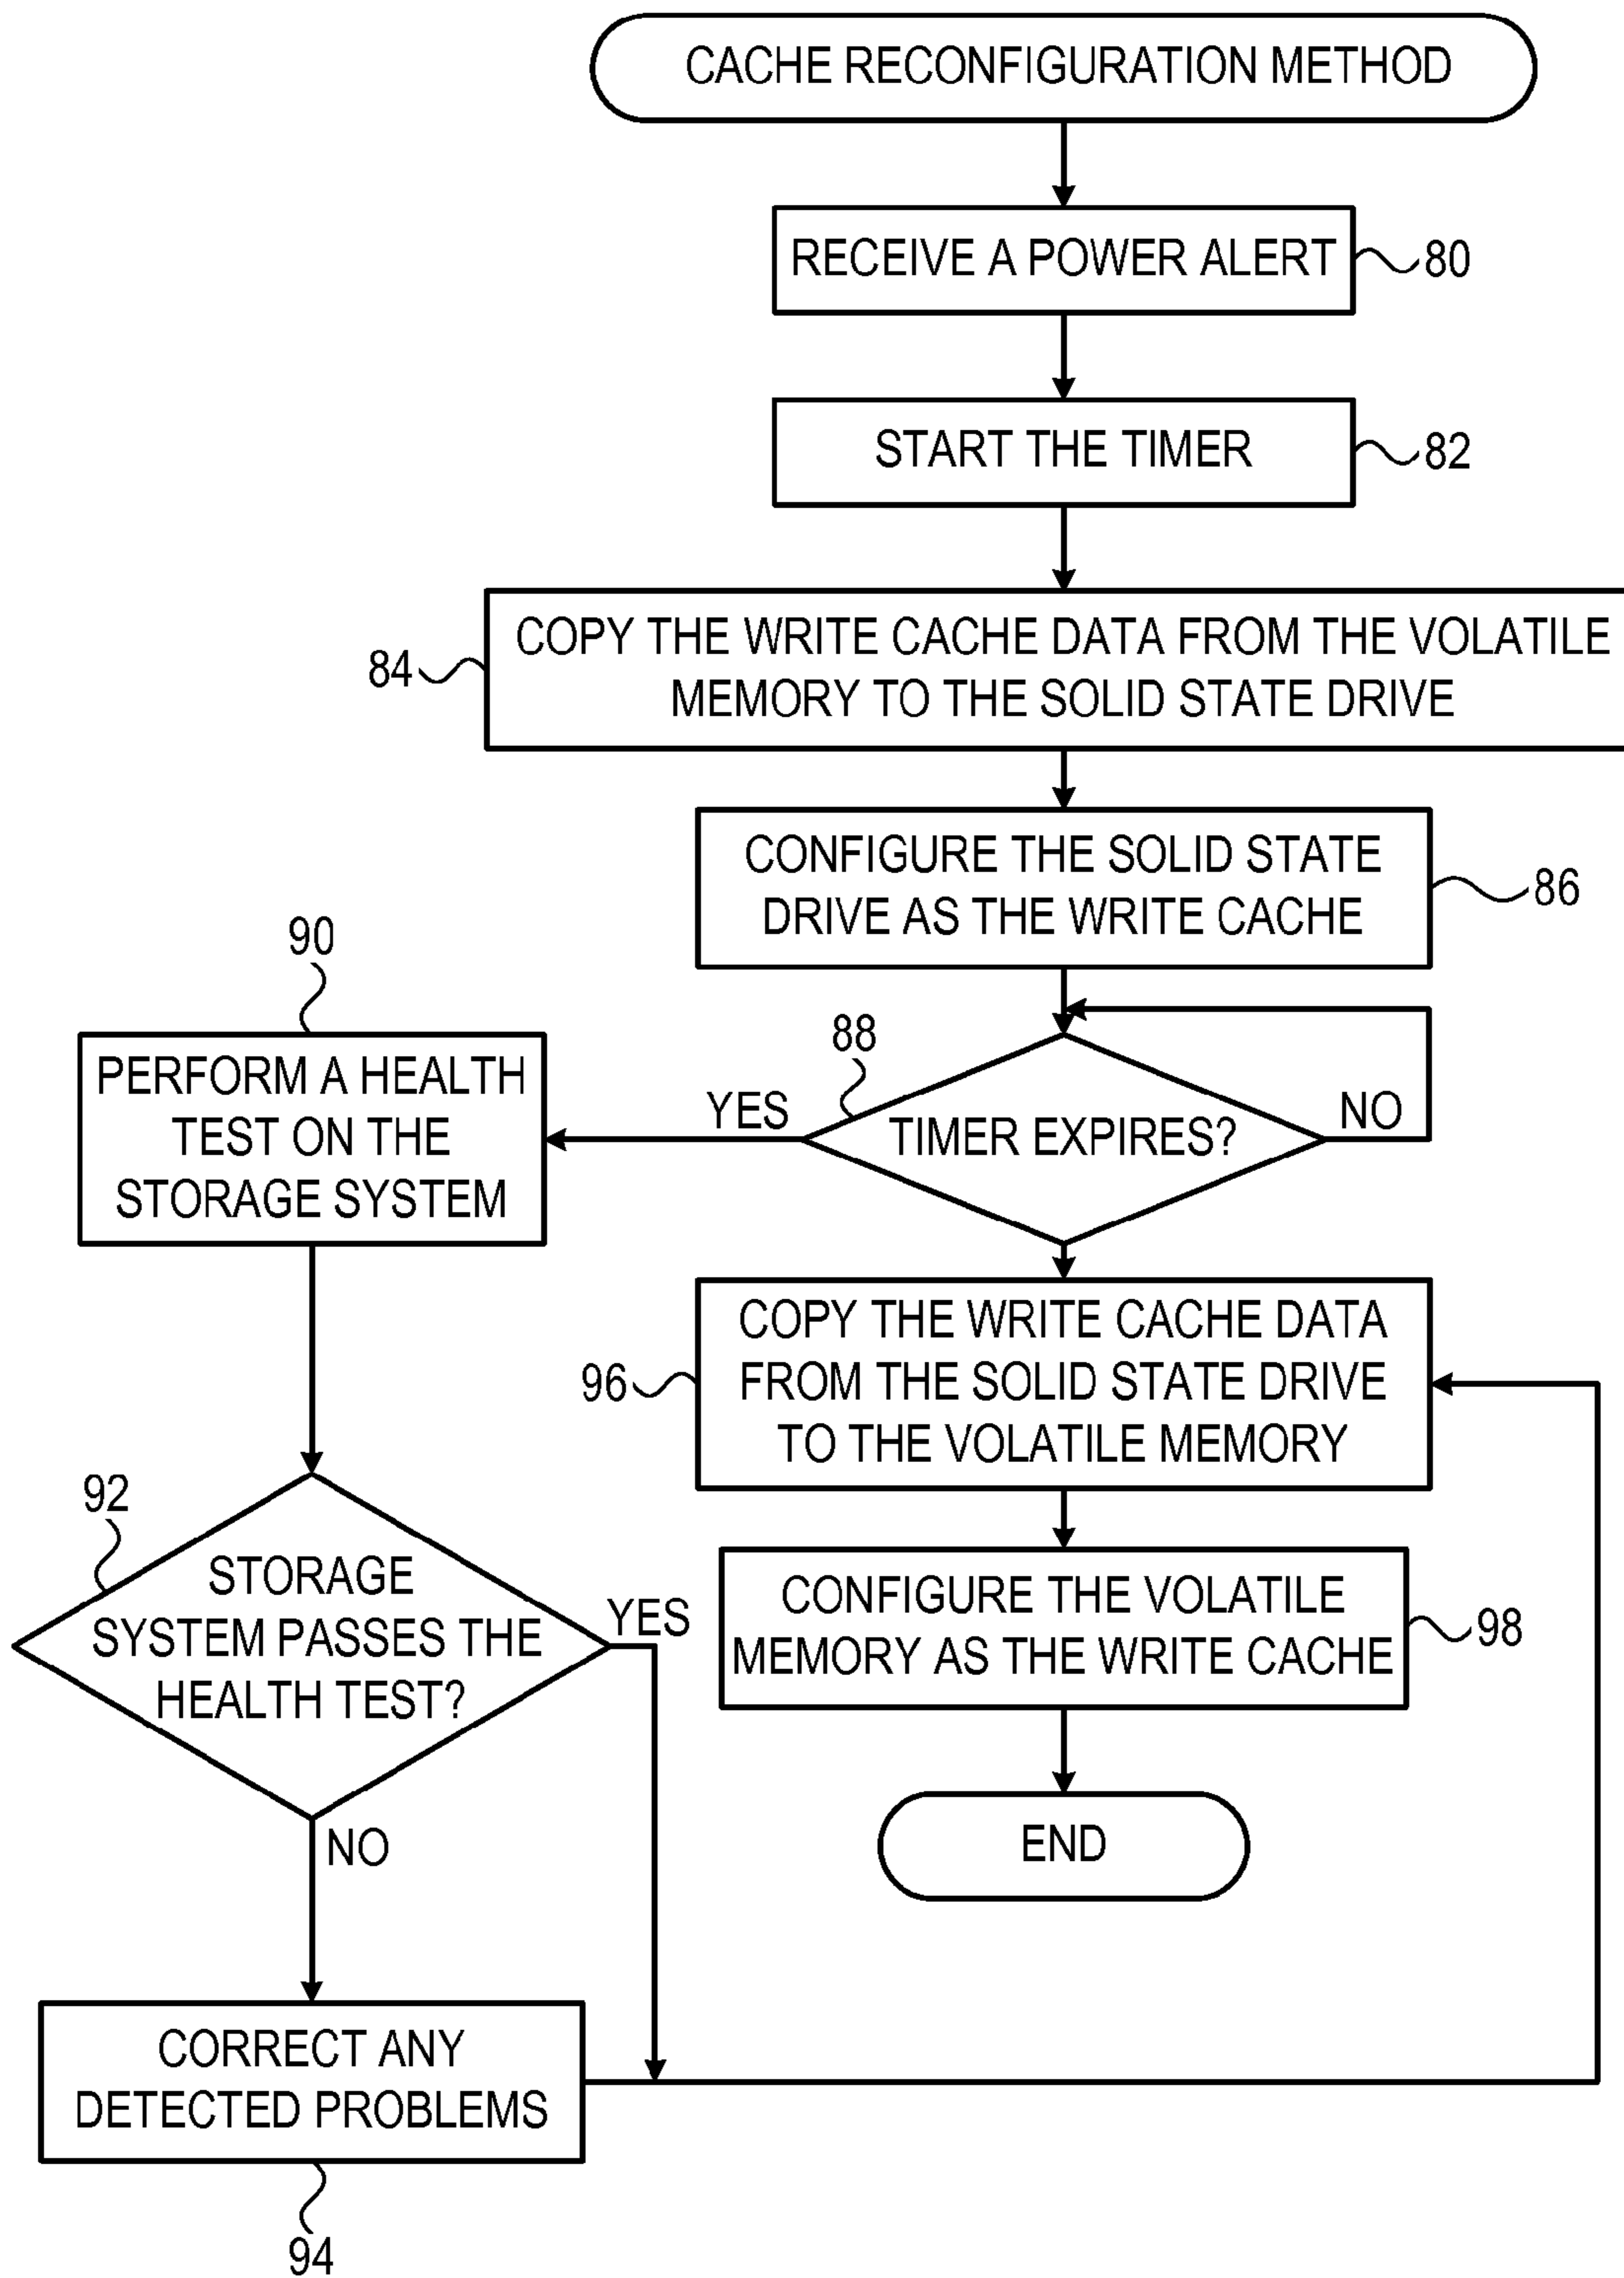 CACHE RECONFIGURATION METHOD
RECEIVE A POWER ALERT
80
START THE TIMER
82
COPY THE WRITE CACHE DATA FROM THE VOLATILE
MEMORY TO THE SOLID STATE DRIVE
84
CONFIGURE THE SOLID STATE
DRIVE AS THE WRITE CACHE
86
88
TIMER EXPIRES?
YES
NO
90
PERFORM A HEALTH
TEST ON THE
STORAGE SYSTEM
96
COPY THE WRITE CACHE DATA
FROM THE SOLID STATE DRIVE
TO THE VOLATILE MEMORY
92
STORAGE
SYSTEM PASSES THE
HEALTH TEST?
YES
NO
CONFIGURE THE VOLATILE
MEMORY AS THE WRITE CACHE
98
END
CORRECT ANY
DETECTED PROBLEMS
94